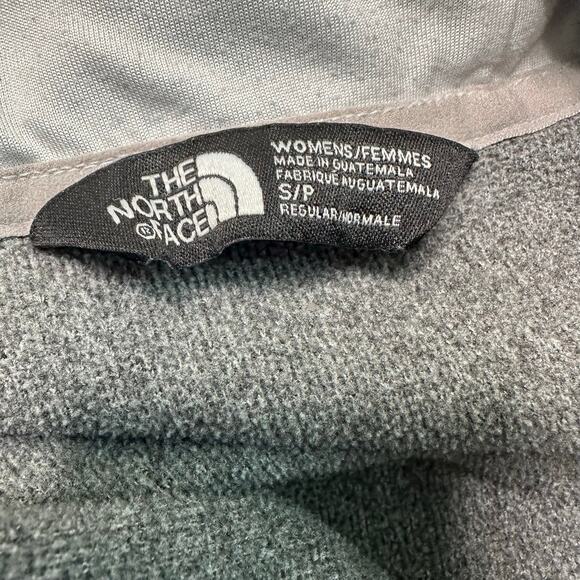 THE
NORTH
FACE
WOMENS/FEMMES
MADE IN GUATEMALA
FABRIQUE AU GUATEMALA
S/P
REGULAR/NORMALE